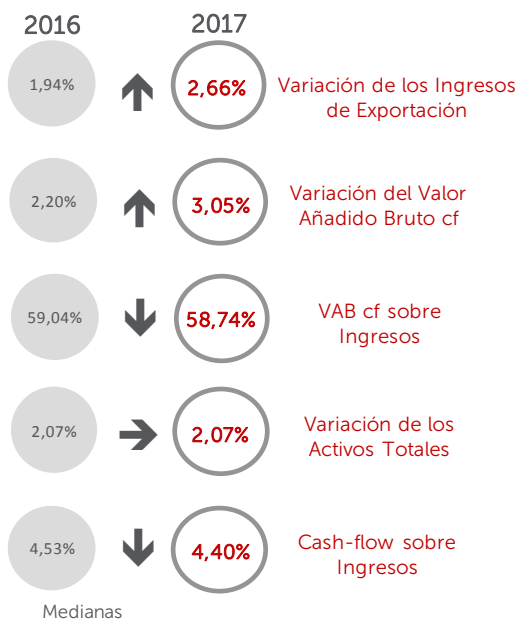 2016
2017
1,94%
2,66%
Variación de los Ingresos
de Exportación
2,20%
3,05%
Variación del Valor
Añadido Bruto cf
59,04%
58,74%
VAB cf sobre
Ingresos
2,07%
2,07%
Variación de los
Activos Totales
4,53%
4,40%
Cash-flow sobre
Ingresos
Medianas